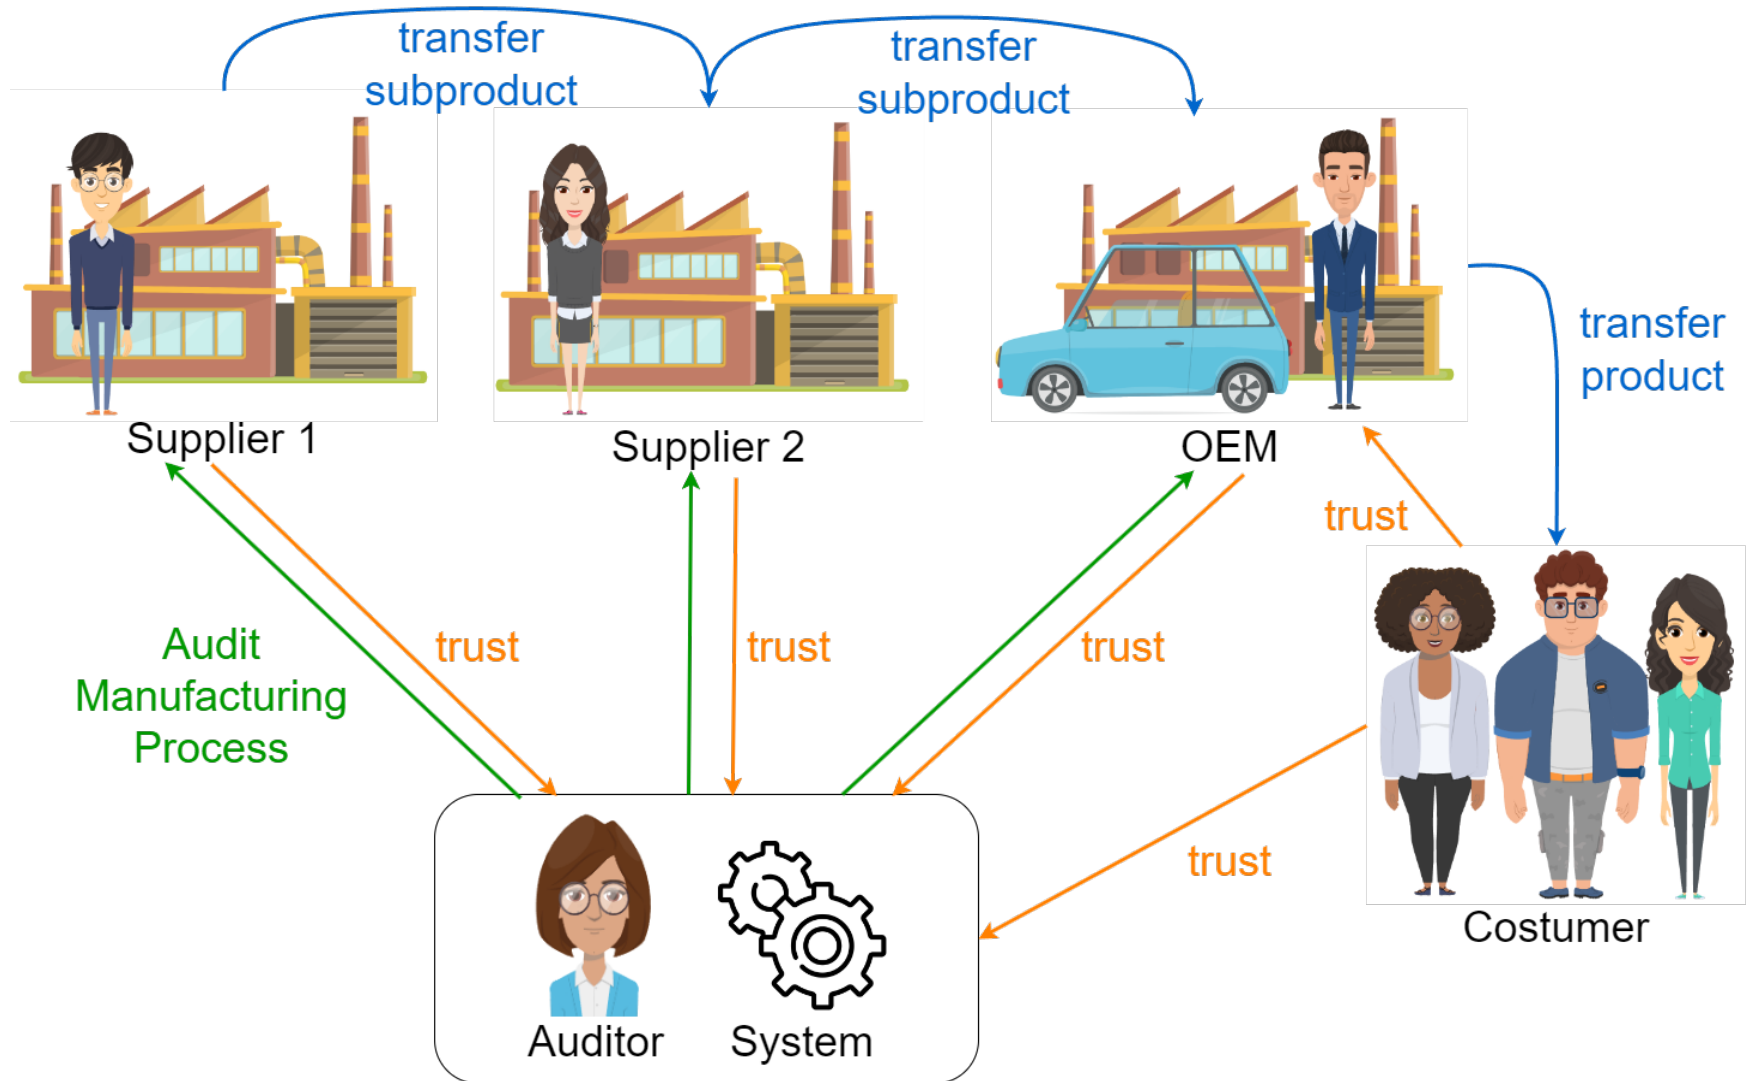 transfer
subproduct
transfer
subproduct
transfer
product
Supplier 1
Supplier 2
OEM
trust
Audit
Manufacturing
Process
trust
trust
trust
trust
Costumer
Auditor
System